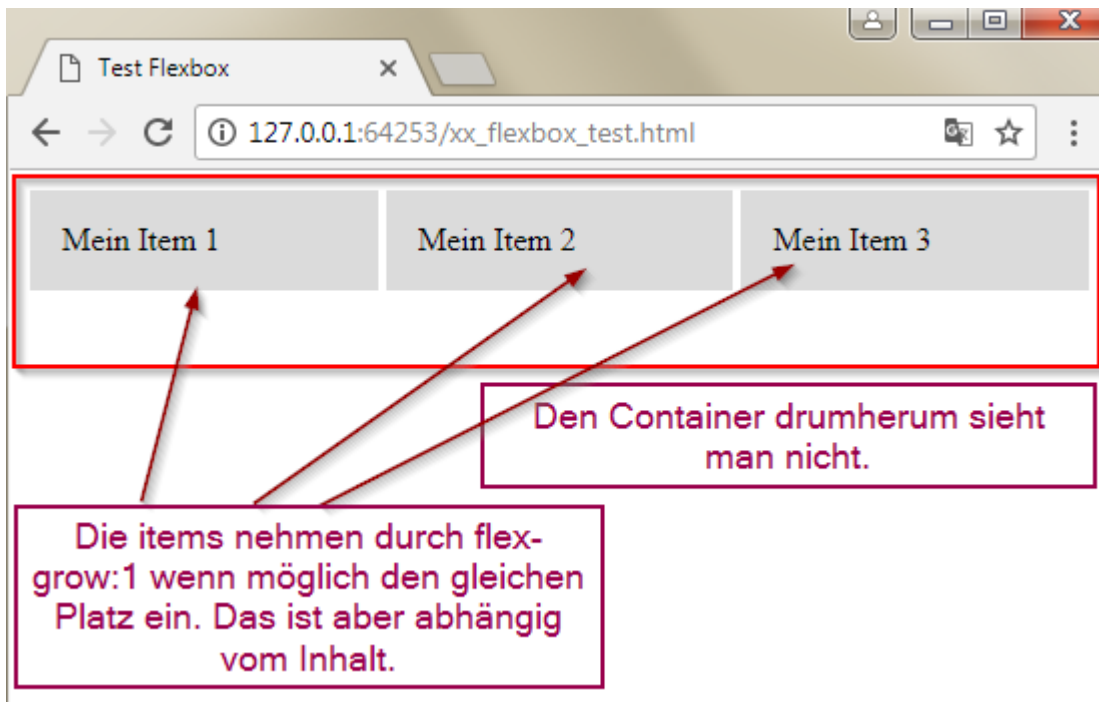 Test Flexbox
127.0.0.1:64253/xx_flexbox_test.html
Mein Item 1 Mein Item 2 Mein Item 3
Den Container drumherum sieht
man nicht.
Die items nehmen durch flex-
grow:1 wenn möglich den gleichen
Platz ein. Das ist aber abhängig
vom Inhalt.